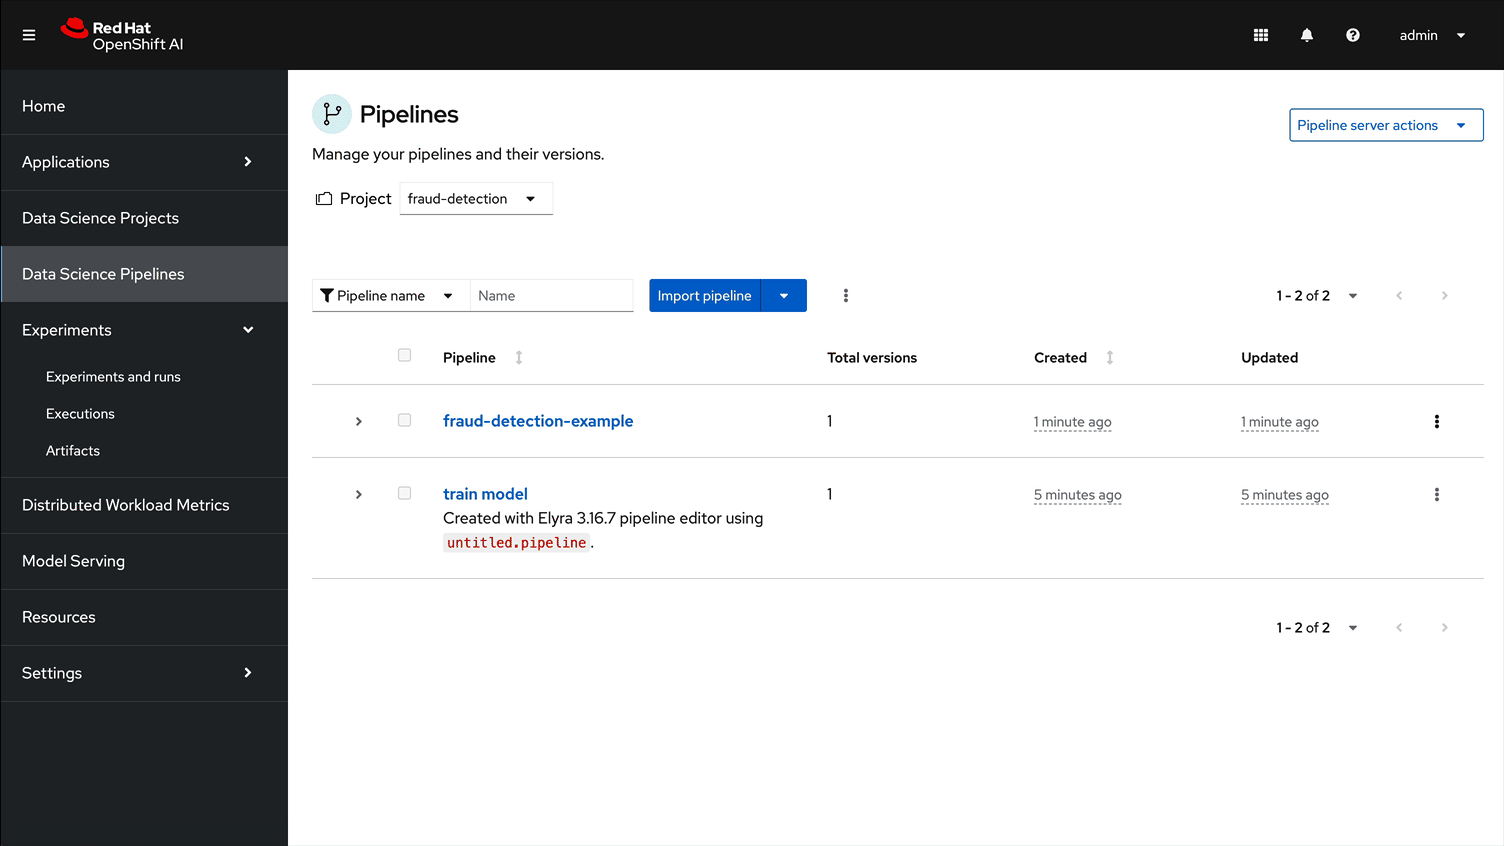 Red Hat
OpenShift AI
admin
Home
Applications
Data Science Projects
Data Science Pipelines
Experiments
Experiments and runs
Executions
Artifacts
Distributed Workload Metrics
Model Serving
Resources
Settings
Pipelines
Pipeline server actions
Manage your pipelines and their versions.
Project fraud-detection
Pipeline name Name Import pipeline 1 - 2 of 2
Pipeline Total versions Created Updated
fraud-detection-example 1 1 minute ago 1 minute ago
train model 1 5 minutes ago 5 minutes ago
Created with Elyra 3.16.7 pipeline editor using
untitled.pipeline.
1 - 2 of 2